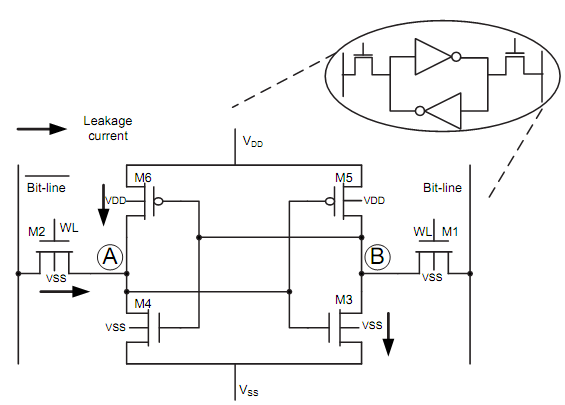 Leakage
current
VDD
Bit-line
M6
M5
Bit-line
VDD
VDD
M2
WL
WL
M1
A
B
VSS
VSS
M4
M3
VSS
VSS
VSS